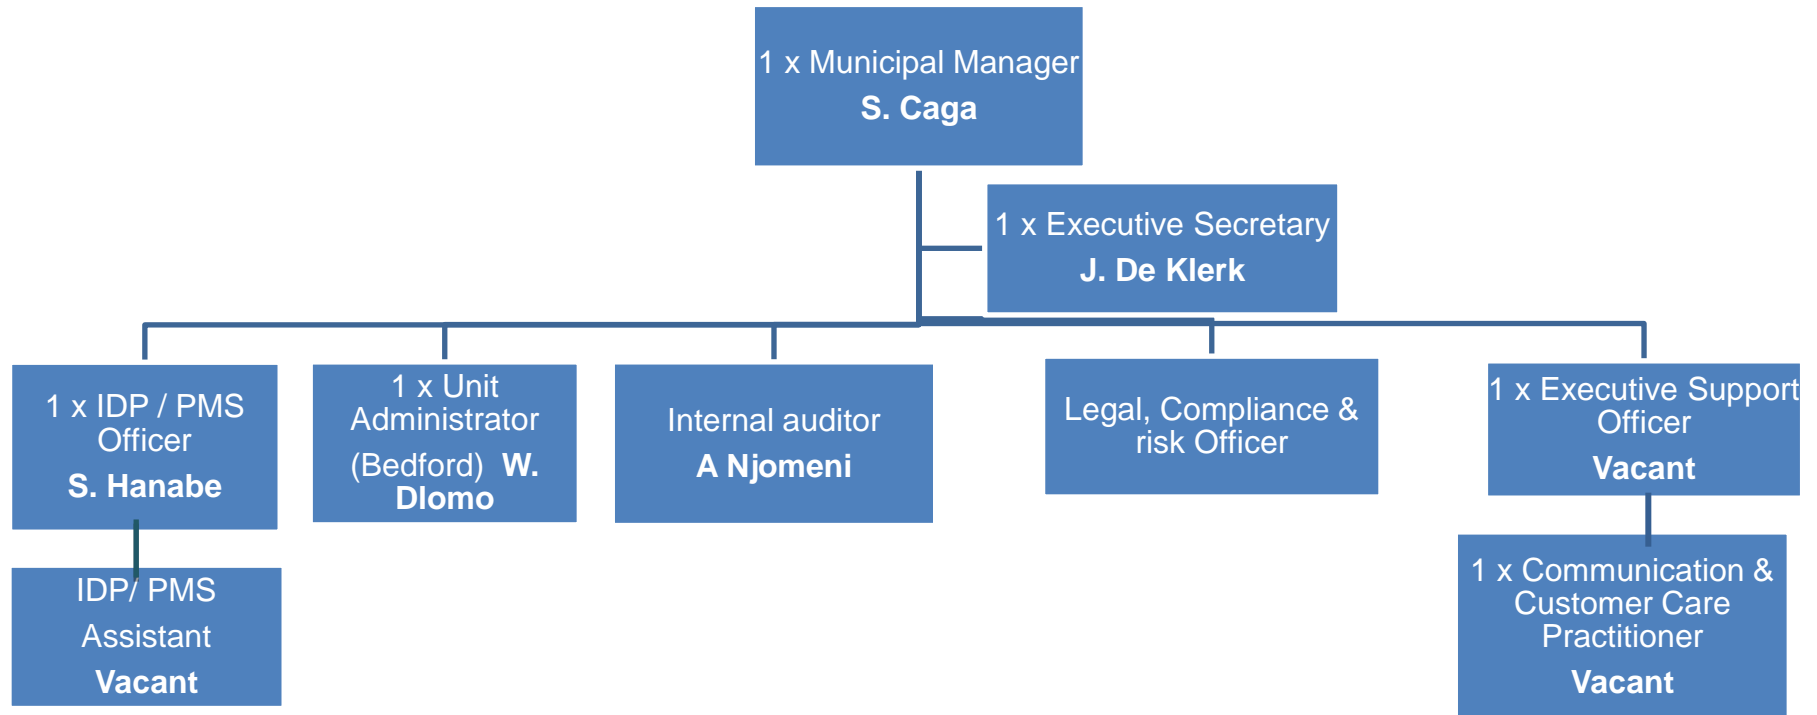 1 x Municipal Manager
S. Caga
1 x Executive Secretary
J. De Klerk
1 x IDP / PMS
Officer
S. Hanabe
1 x Unit
Administrator
(Bedford) W.
Dlomo
Internal auditor
A Njomeni
Legal, Compliance &
risk Officer
1 x Executive Support
Officer
Vacant
IDP/ PMS
Assistant
Vacant
1 x Communication &
Customer Care
Practitioner
Vacant